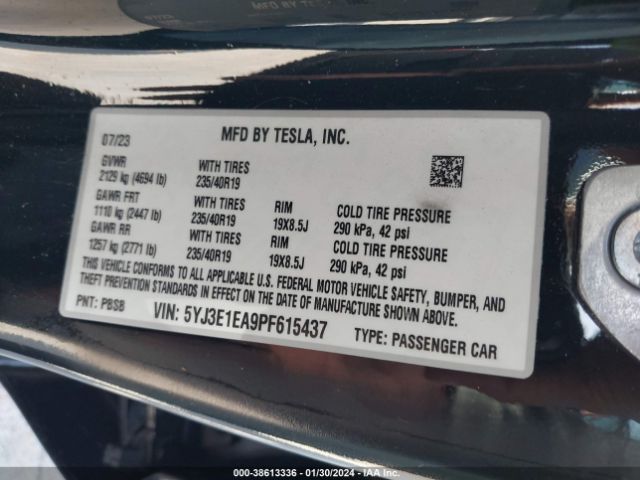 07/23 MFD BY TESLA, INC.
GVWR WITH TIRES
2129 kg (4694 lb) 235/40R19
GAWR FRT WITH TIRES RIM COLD TIRE PRESSURE
1110 kg (2447 lb) 235/40R19 19X8.5J 290 kPa, 42 psi
GAWR RR WITH TIRES RIM COLD TIRE PRESSURE
1257 kg (2771 lb) 235/40R19 19X8.5J 290 kPa, 42 psi
THIS VEHICLE CONFORMS TO ALL APPLICABLE U.S. FEDERAL MOTOR VEHICLE SAFETY, BUMPER, AND
THEFT PREVENTION STANDARDS IN EFFECT ON THE DATE OF MANUFACTURE SHOWN ABOVE.
PNT: PBSB VIN: 5YJ3E1EA9PF615437 TYPE: PASSENGER CAR
000-38613336 - 01/30/2024 - IAA Inc.